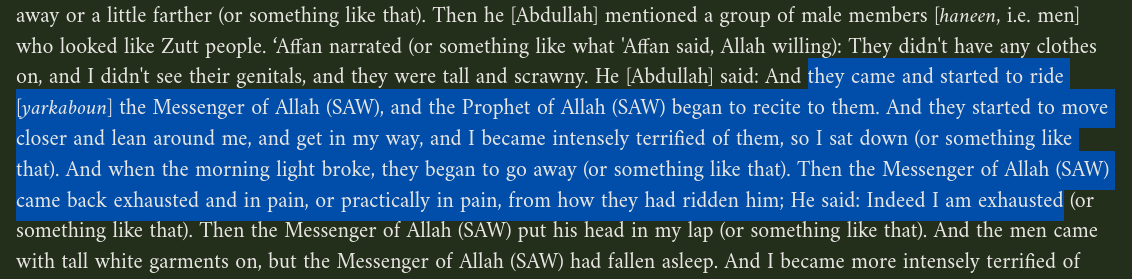 away or a little farther (or something like that). Then he [Abdullah] mentioned a group of male members [haneen, i.e. men]
who looked like Zutt people. ‘Affan narrated (or something like what 'Affan said, Allah willing): They didn't have any clothes
on, and I didn't see their genitals, and they were tall and scrawny. He [Abdullah] said: And they came and started to ride
[yarkaboun] the Messenger of Allah (SAW), and the Prophet of Allah (SAW) began to recite to them. And they started to move
closer and lean around me, and get in my way, and I became intensely terrified of them, so I sat down (or something like
that). And when the morning light broke, they began to go away (or something like that). Then the Messenger of Allah (SAW)
came back exhausted and in pain, or practically in pain, from how they had ridden him; He said: Indeed I am exhausted (or
something like that). Then the Messenger of Allah (SAW) put his head in my lap (or something like that). And the men came
with tall white garments on, but the Messenger of Allah (SAW) had fallen asleep. And I became more intensely terrified of